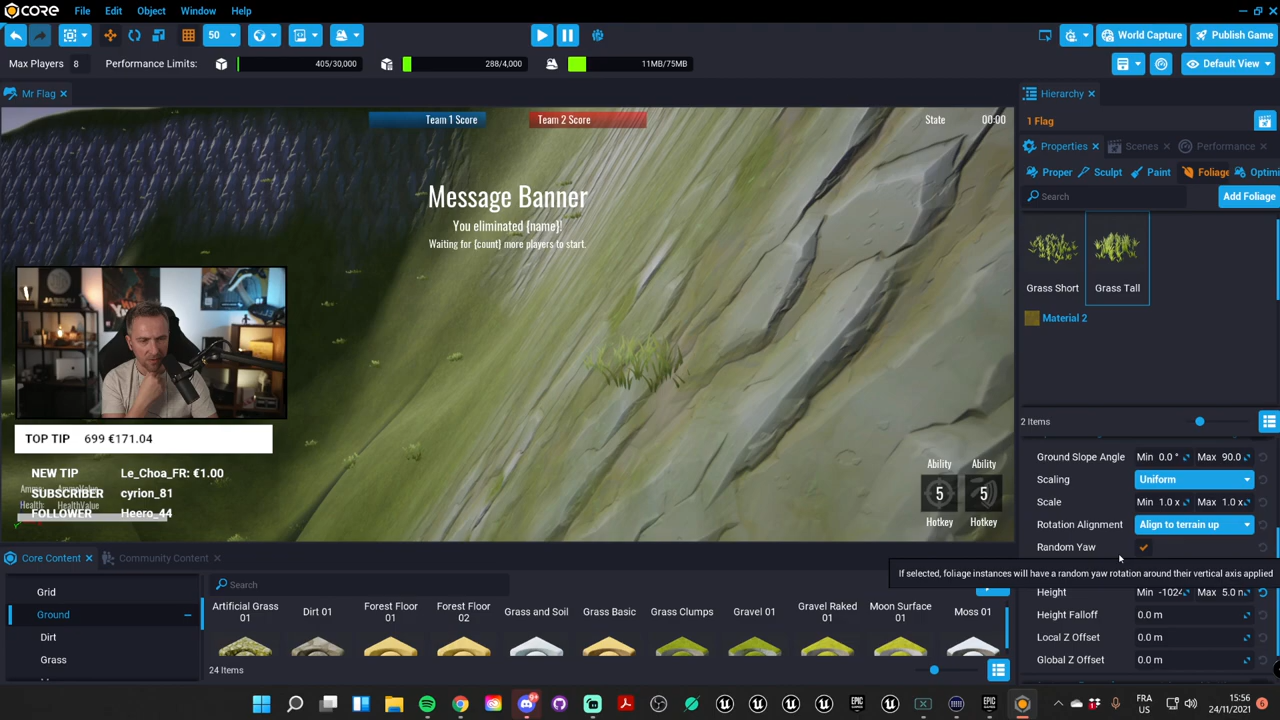 CORE File Edit Object Window Help
50 World Capture Publish Game
Max Players 8 Performance Limits: 405/30,000 288/4,000 11MB/75MB Default View
Mr Flag
Hierarchy
Team 1 Score Team 2 Score State 00:00
1 Flag
Properties Scenes Performance
Proper Sculpt Paint Foliage Optimi
Search Add Foliage
Message Banner
You eliminated {name}!
Waiting for {count} more players to start.
Grass Short Grass Tall
Material 2
2 Items
TOP TIP 699 €171.04
NEW TIP Le_Choa_FR: €1.00
SUBSCRIBER cyrion_81
Health: HealthValue
FOLLOWER Heero_44
Ability Ability
5 5
Hotkey Hotkey
Ground Slope Angle Min 0.0 ° Max 90.0
Scaling Uniform
Scale Min 1.0 x Max 1.0 x
Rotation Alignment Align to terrain up
Random Yaw
If selected, foliage instances will have a random yaw rotation around their vertical axis applied
Height Min -1024 Max 5.0
Height Falloff 0.0 m
Local Z Offset 0.0 m
Global Z Offset 0.0 m
Core Content Community Content
Search
Grid
Ground
Dirt
Grass
Artificial Grass 01
Dirt 01
Forest Floor 01
Forest Floor 02
Grass and Soil
Grass Basic
Grass Clumps
Gravel 01
Gravel Raked 01
Moon Surface 01
Moss 01
24 Items
9+
FRA
US
15:56
24/11/2021
6